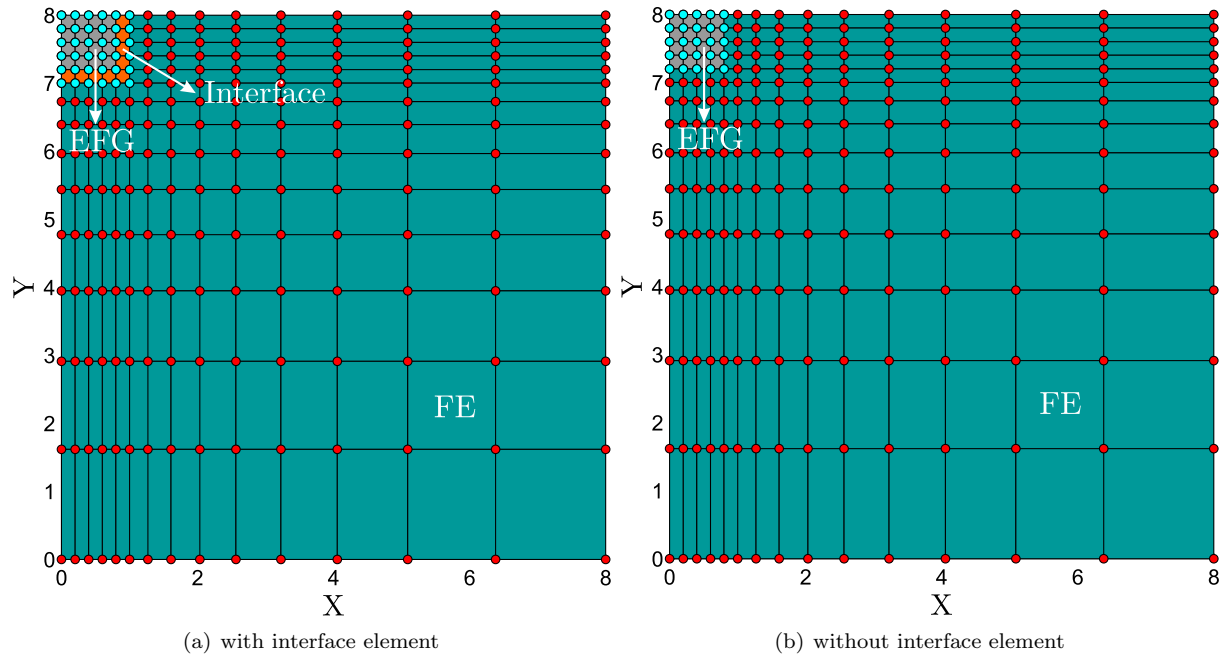 8
7
6
5
4
3
2
1
0
Y
0 2 4 6 8
X
Interface
EFG
FE
(a) with interface element
8
7
6
5
4
3
2
1
0
Y
0 2 4 6 8
X
EFG
FE
(b) without interface element